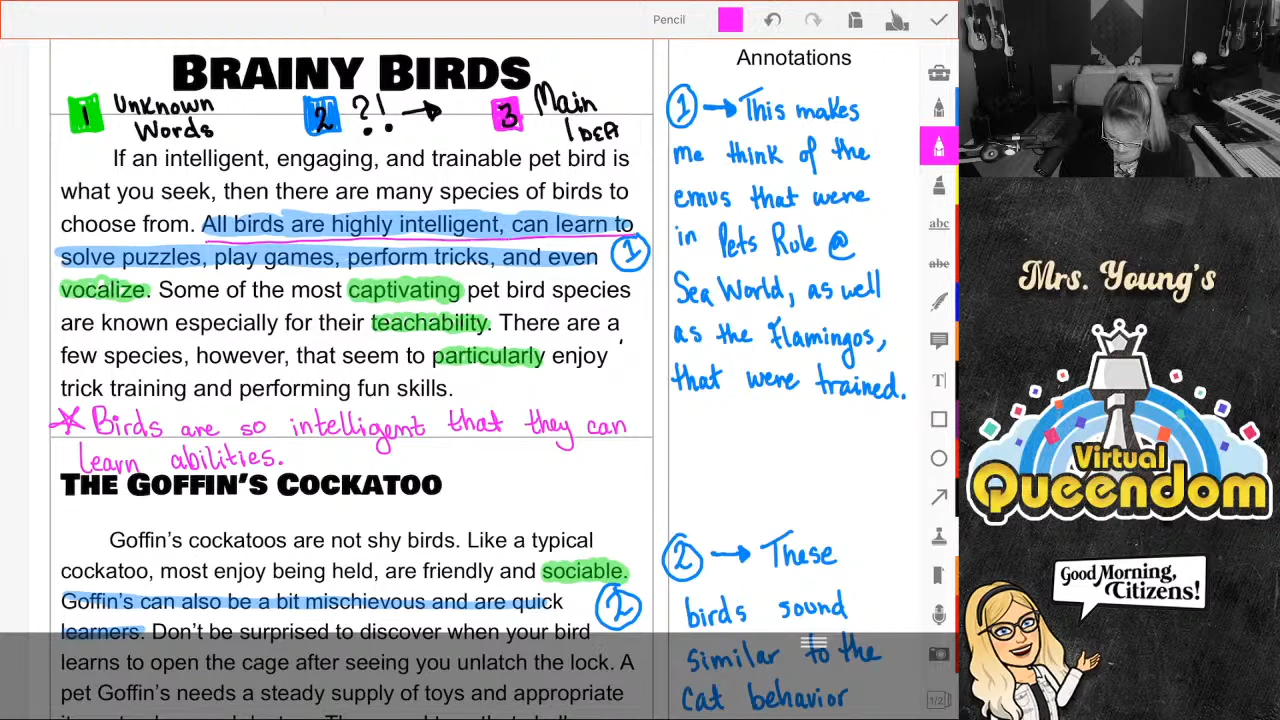 Pencil
BRAINY BIRDS
1 Unknown Words
2 ?! →
3 Main IDEA
If an intelligent, engaging, and trainable pet bird is
what you seek, then there are many species of birds to
choose from. All birds are highly intelligent, can learn to
solve puzzles, play games, perform tricks, and even
vocalize. Some of the most captivating pet bird species
are known especially for their teachability. There are a
few species, however, that seem to particularly enjoy
trick training and performing fun skills.
1
Birds are so intelligent that they can
learn abilities.
THE GOFFIN'S COCKATOO
Goffin's cockatoos are not shy birds. Like a typical
cockatoo, most enjoy being held, are friendly and sociable.
Goffin's can also be a bit mischievous and are quick
learners. Don't be surprised to discover when your bird
learns to open the cage after seeing you unlatch the lock. A
pet Goffin's needs a steady supply of toys and appropriate
2
Annotations
1 → This makes
me think of the
emus that were
in Pets Rule @
Sea World, as well
as the Flamingos,
that were trained.
2 → These
birds sound
similar to the
cat behavior
abc
abc
T
1/2
Mrs. Young's
Virtual
Queendom
Good Morning,
Citizens!